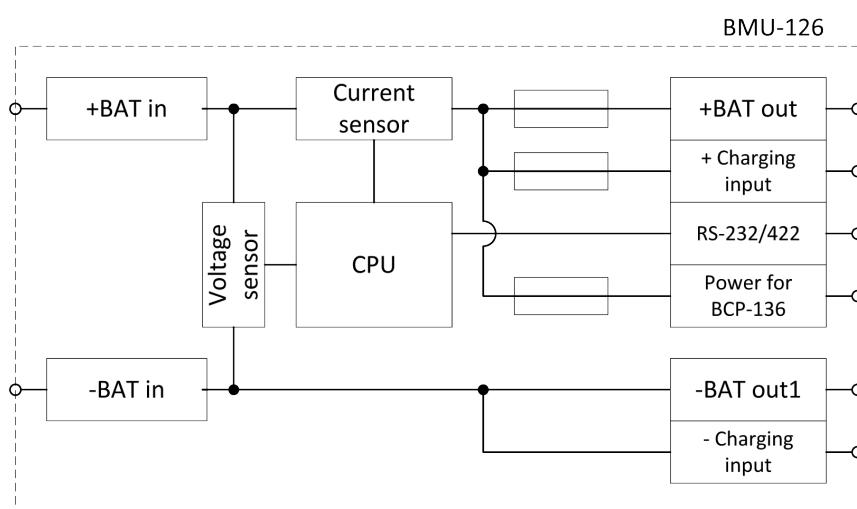 BMU-126
+BAT in
Current
sensor
+BAT out
+ Charging
input
Voltage
sensor
CPU
RS-232/422
Power for
BCP-136
-BAT in
-BAT out1
- Charging
input